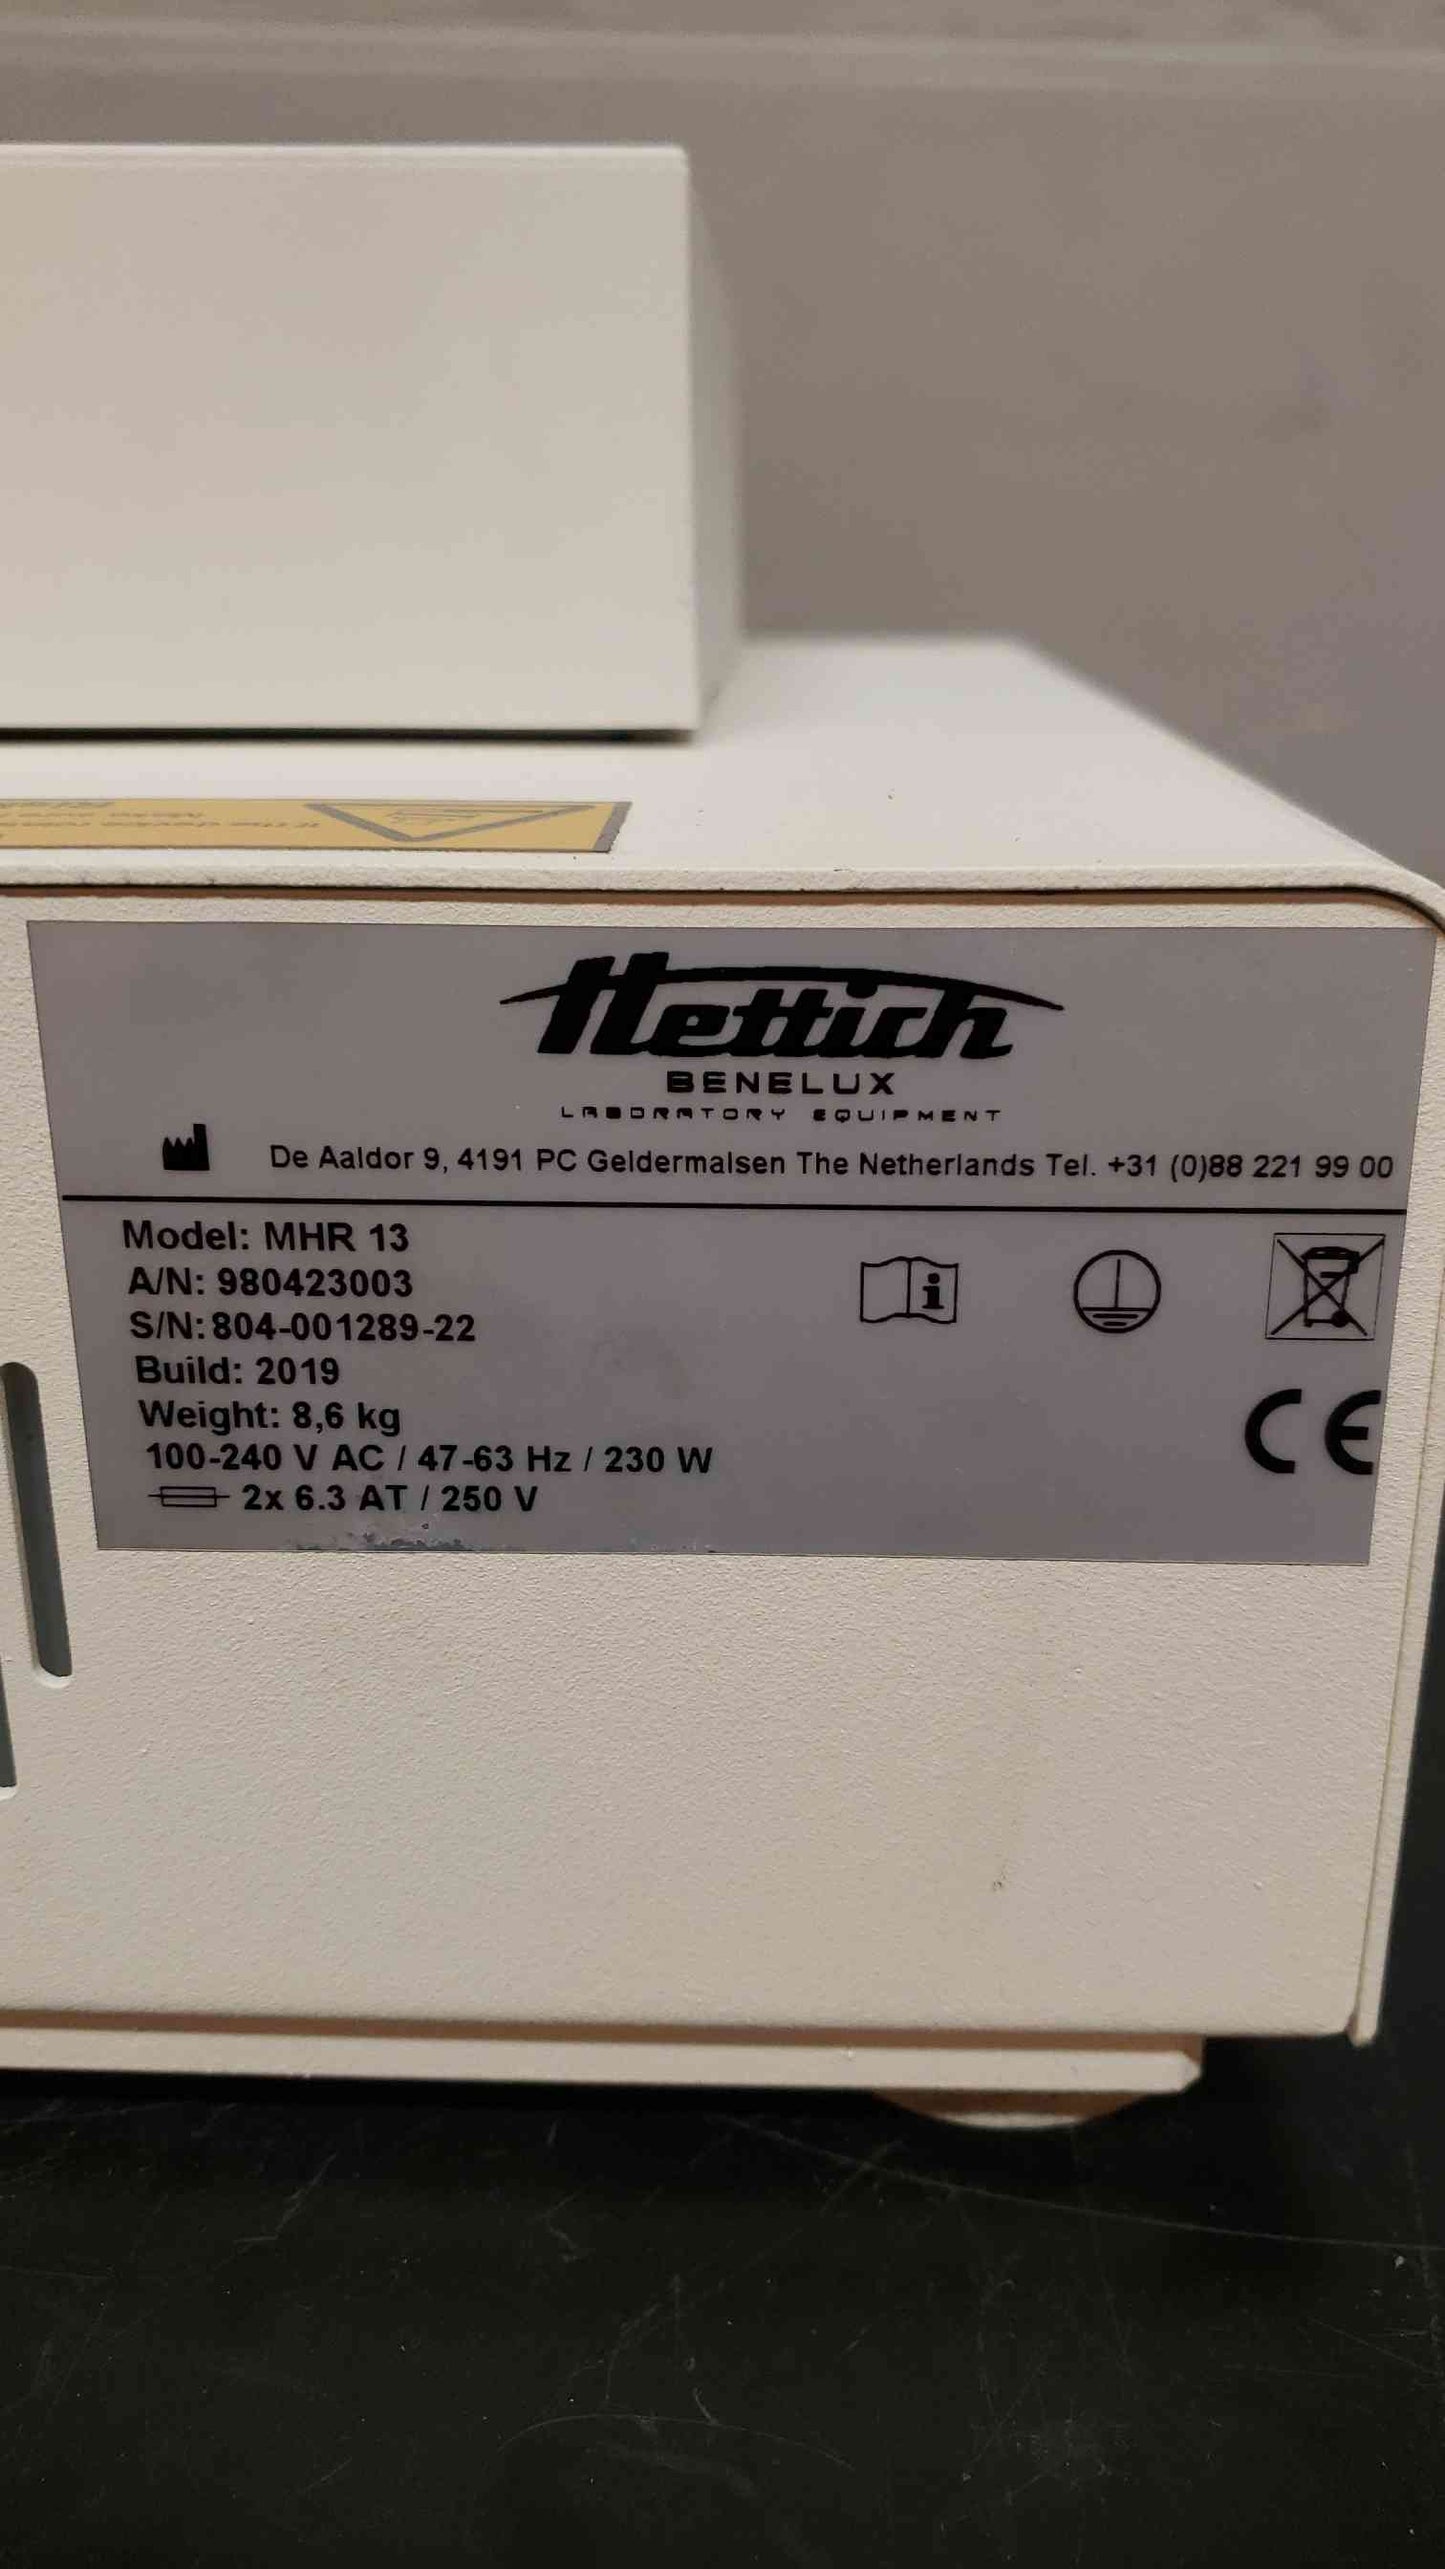 Hettich
BENELUX
LABORATORY EQUIPMENT
De Aaldor 9, 4191 PC Geldermalsen The Netherlands Tel. +31 (0)88 221 99 00
Model: MHR 13
A/N: 980423003
S/N: 804-001289-22
Build: 2019
Weight: 8,6 kg
100-240 V AC / 47-63 Hz / 230 W
2x 6.3 AT / 250 V
i
CE